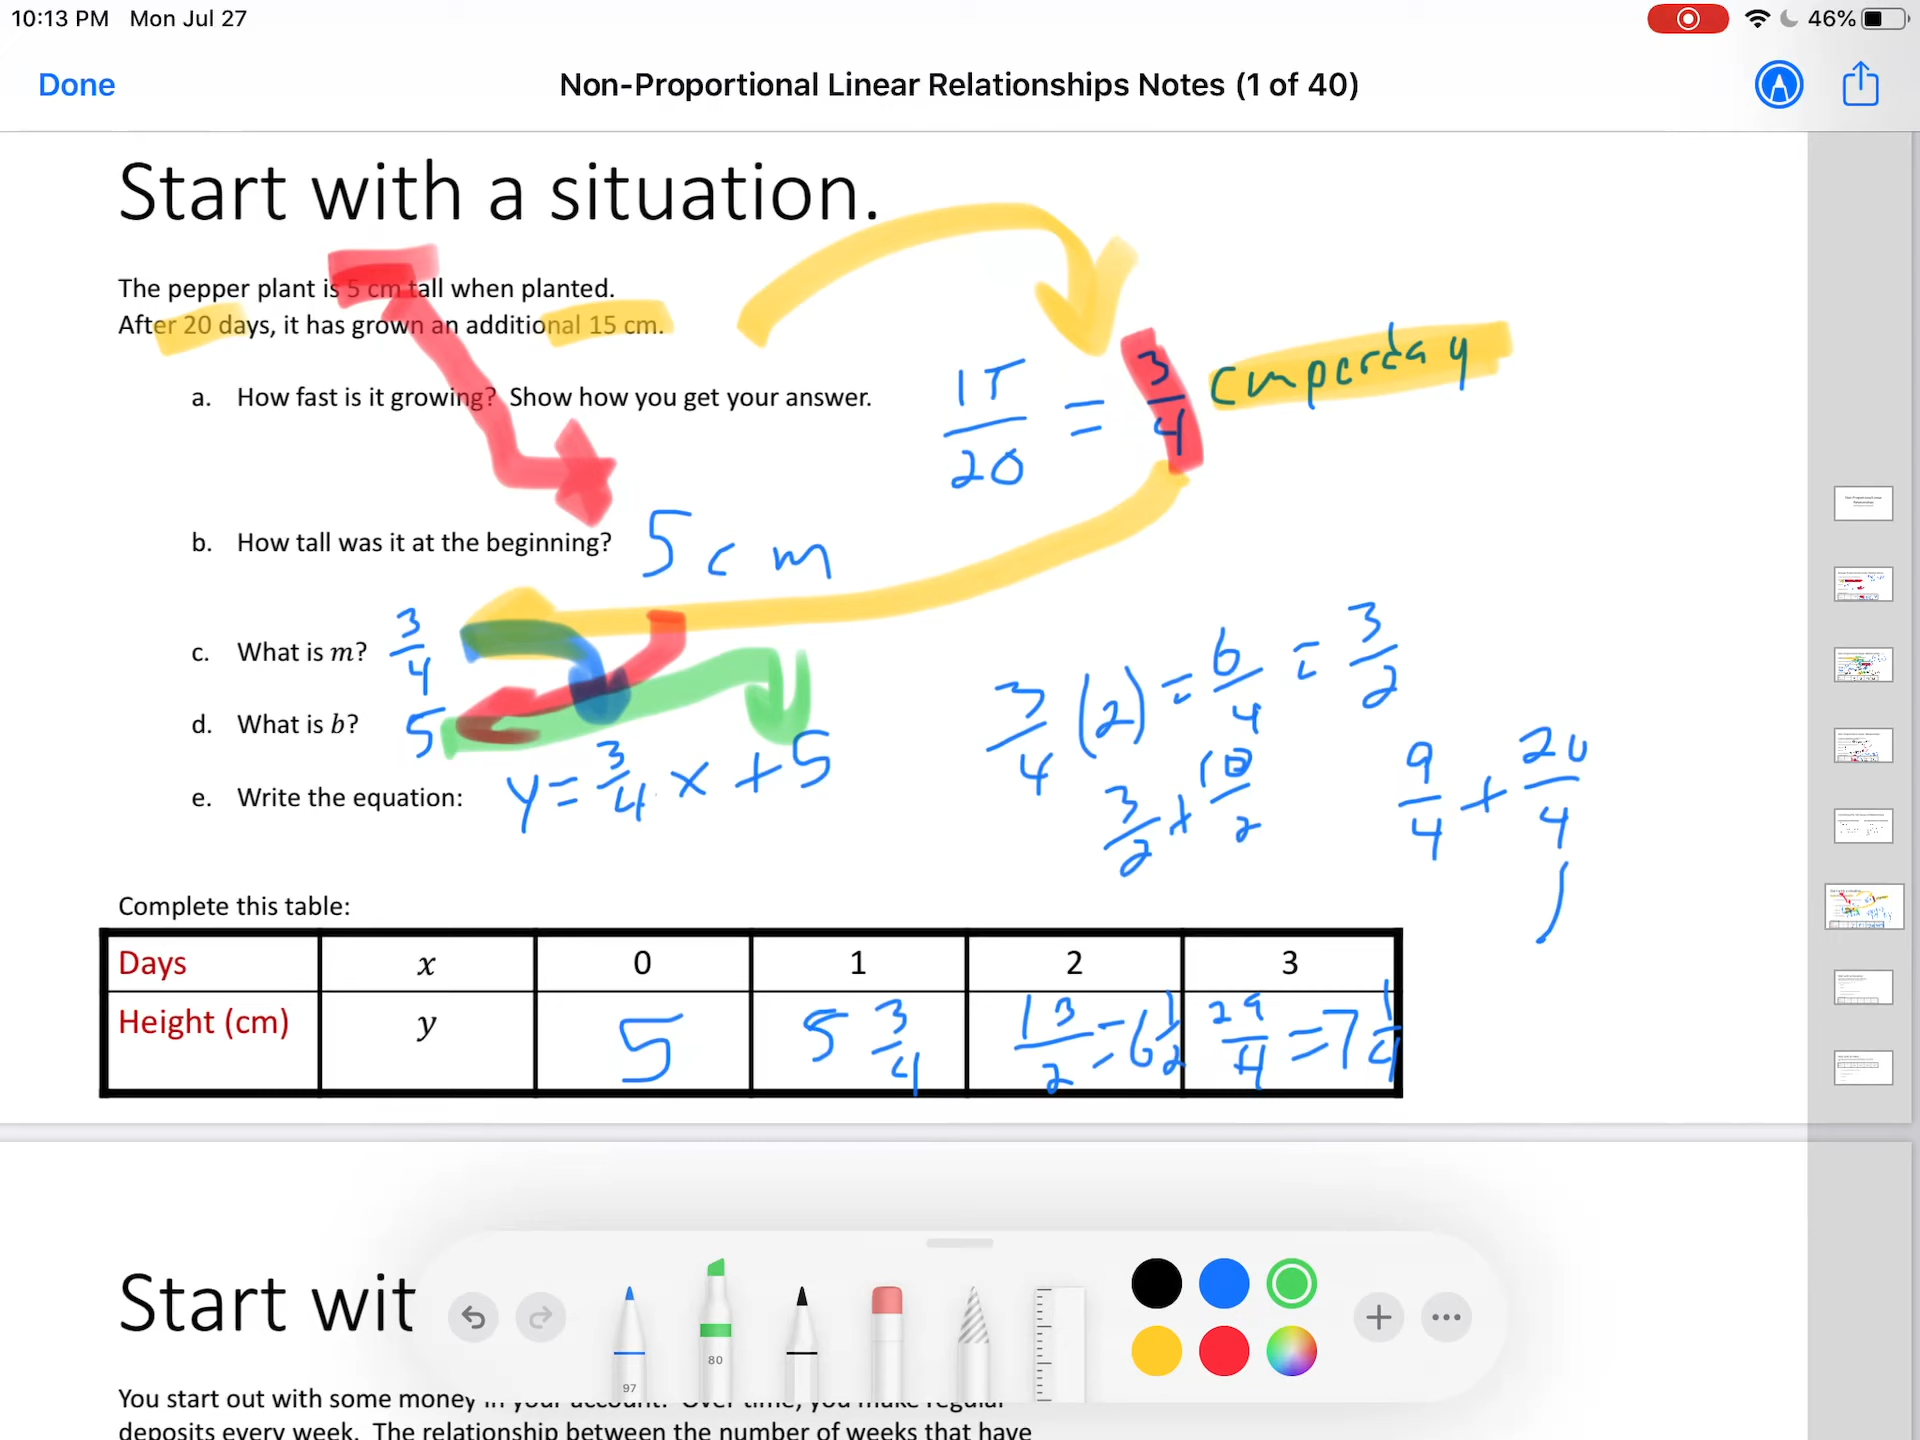 10:13 PM Mon Jul 27
46%
Done
Non-Proportional Linear Relationships Notes (1 of 40)
Start with a situation.
The pepper plant is 5 cm tall when planted.
After 20 days, it has grown an additional 15 cm.
a. How fast is it growing? Show how you get your answer.
15/20 = 3/4 cm per day
b. How tall was it at the beginning? 5 cm
c. What is m? 3/4
3/4 (2) = 6/4 = 3/2
d. What is b? 5
3/2 + 10/2
9/4 + 20/4
e. Write the equation: y = 3/4 x + 5
Complete this table:
Days x 0 1 2 3
Height (cm) y 5 5 3/4 13/2 = 6 1/2 29/4 = 7 1/4
Start wit
97
80
You start out with some money
deposits every week. The relationship between the number of weeks that have